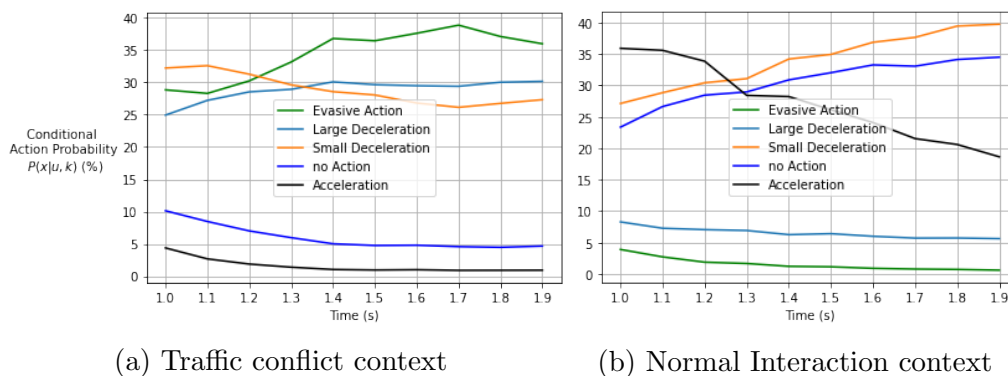 40
35
30
25
20
15
10
5
0
Conditional
Action Probability
P(x|u, k) (%)
Evasive Action
Large Deceleration
Small Deceleration
no Action
Acceleration
1.0 1.1 1.2 1.3 1.4 1.5 1.6 1.7 1.8 1.9
Time (s)
(a) Traffic conflict context
40
35
30
25
20
15
10
5
0
Evasive Action
Large Deceleration
Small Deceleration
no Action
Acceleration
1.0 1.1 1.2 1.3 1.4 1.5 1.6 1.7 1.8 1.9
Time (s)
(b) Normal Interaction context